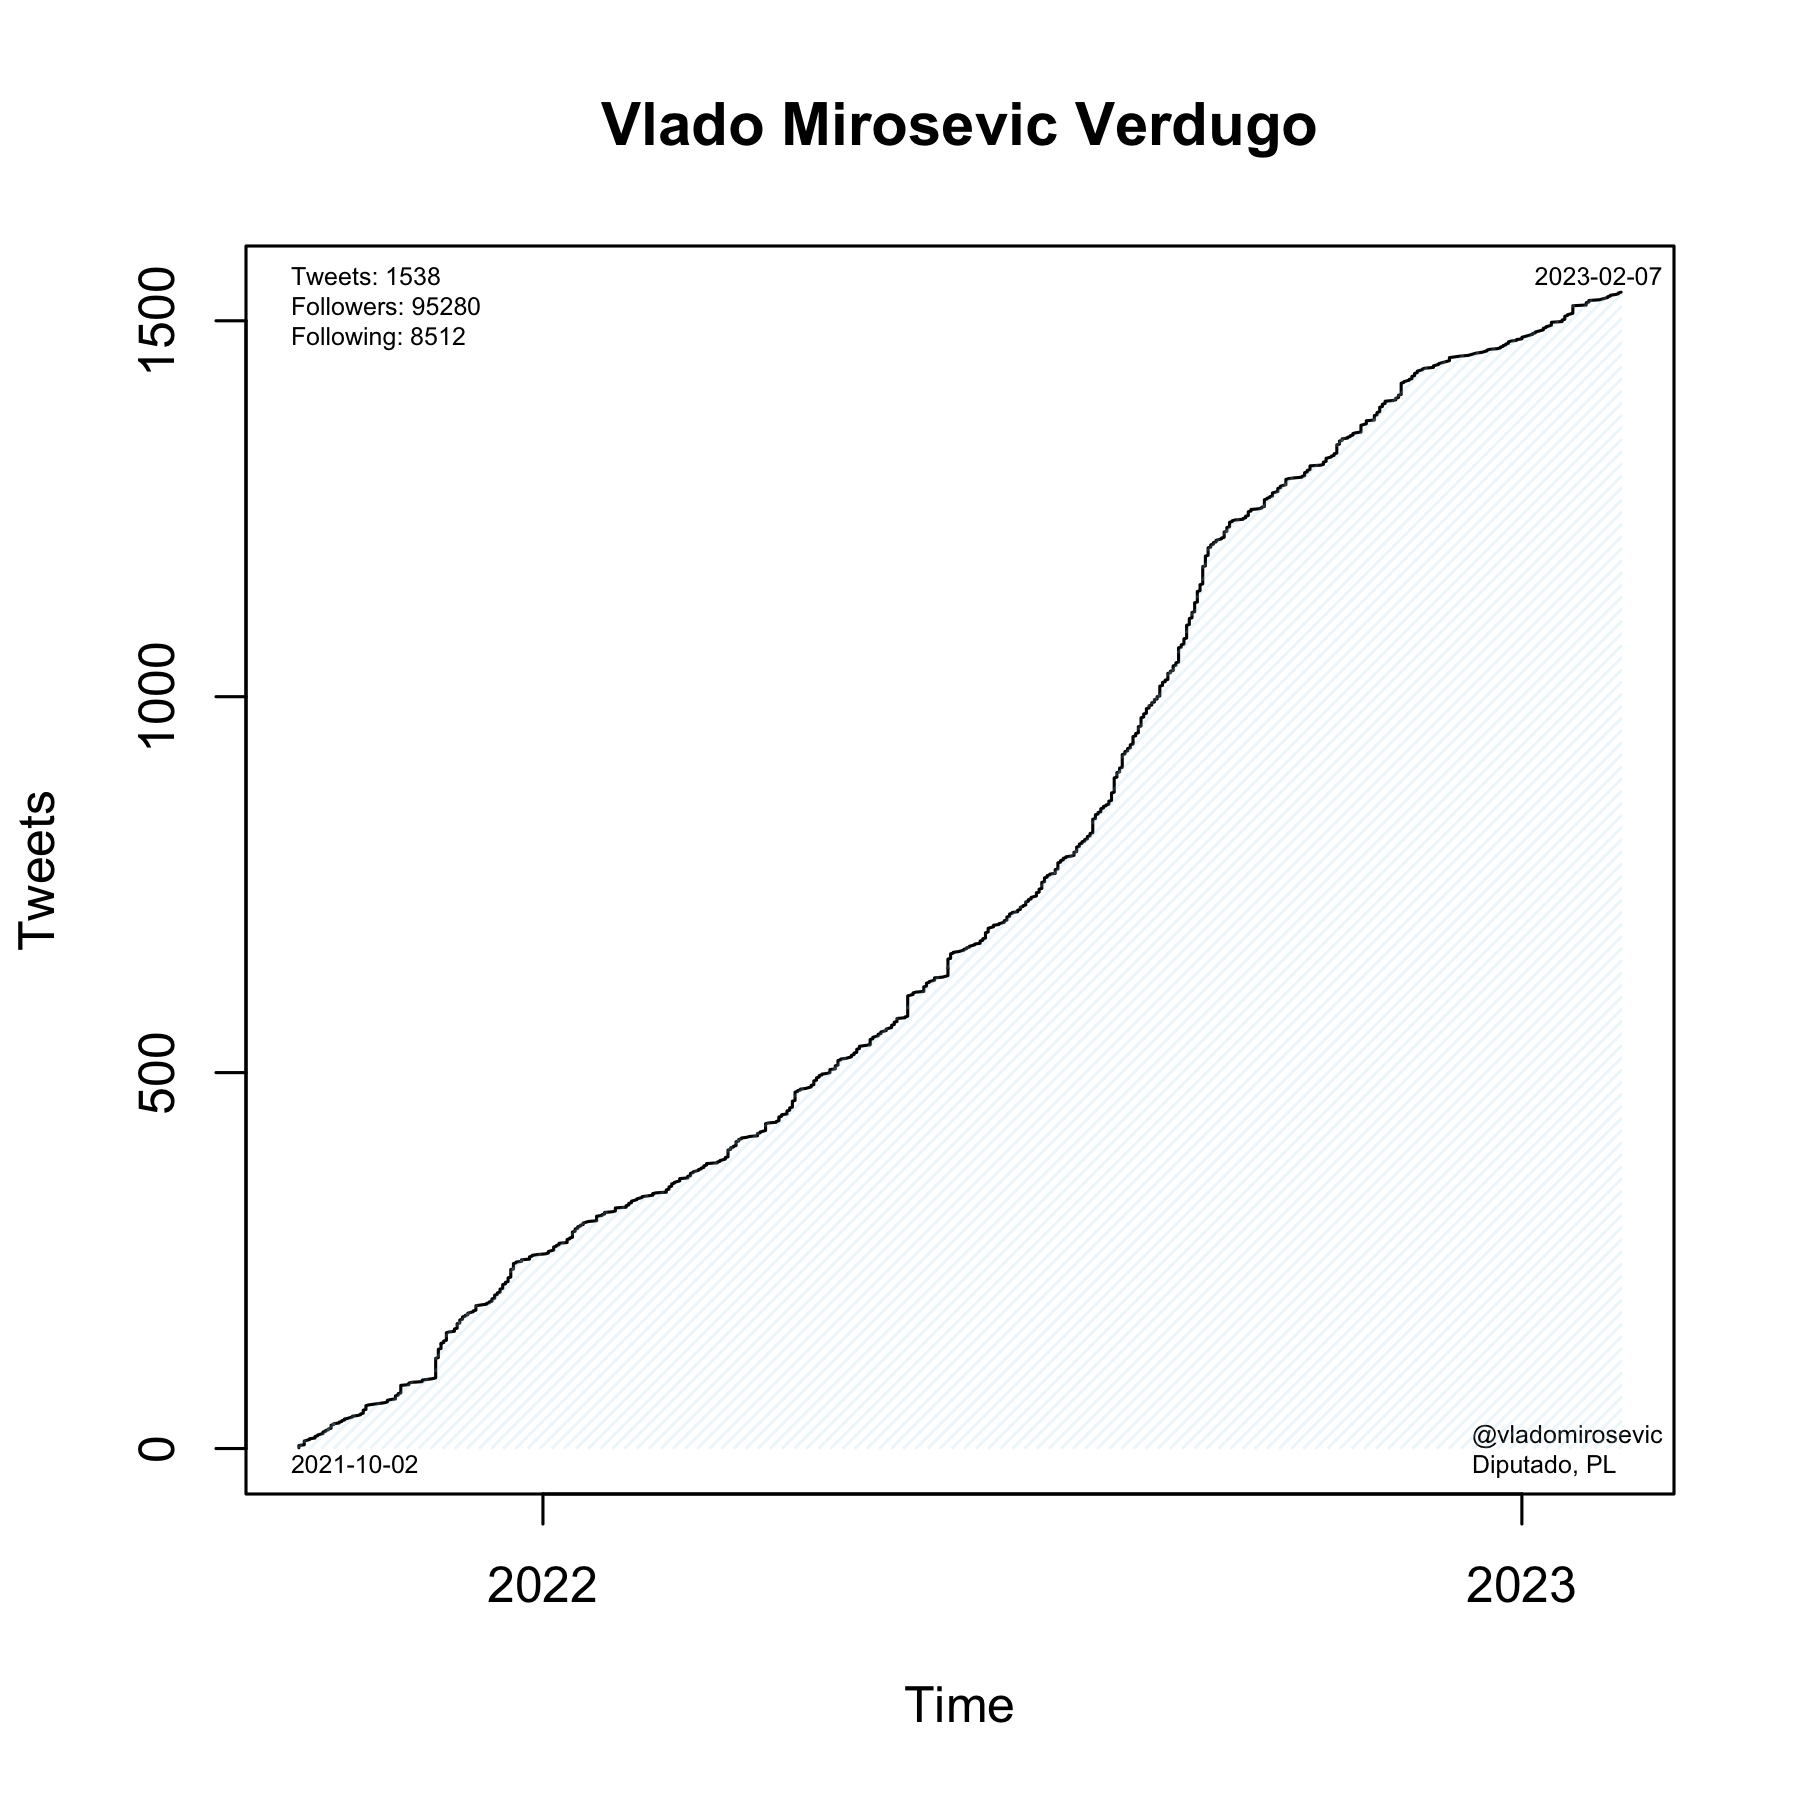 Vlado Mirosevic Verdugo
Tweets: 1538
Followers: 95280
Following: 8512
2023-02-07
1500
1000
500
0
Tweets
2021-10-02
@vladomirosevic
Diputado, PL
2022
2023
Time